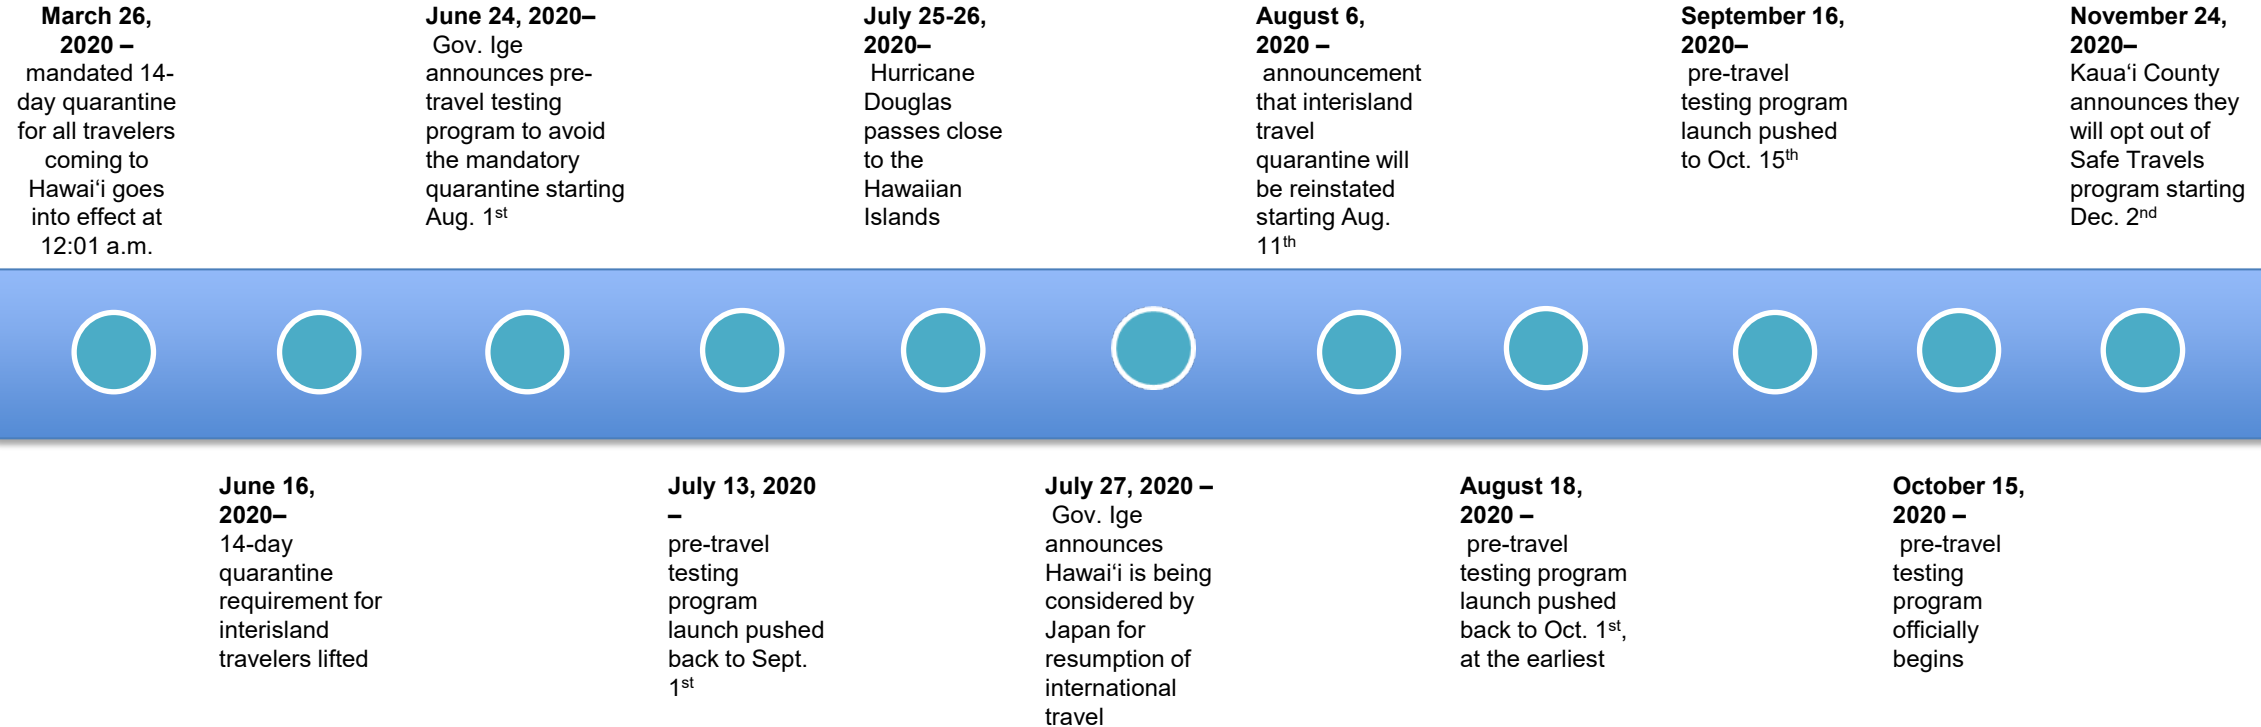 March 26,
2020 –
mandated 14-
day quarantine
for all travelers
coming to
Hawai‘i goes
into effect at
12:01 a.m.
June 16,
2020–
14-day
quarantine
requirement for
interisland
travelers lifted
June 24, 2020–
Gov. Ige
announces pre-
travel testing
program to avoid
the mandatory
quarantine starting
Aug. 1st
July 13, 2020
–
pre-travel
testing
program
launch pushed
back to Sept.
1st
July 25-26,
2020–
Hurricane
Douglas
passes close
to the
Hawaiian
Islands
July 27, 2020 –
Gov. Ige
announces
Hawai‘i is being
considered by
Japan for
resumption of
international
travel
August 6,
2020 –
announcement
that interisland
travel
quarantine will
be reinstated
starting Aug.
11th
August 18,
2020 –
pre-travel
testing program
launch pushed
back to Oct. 1st,
at the earliest
September 16,
2020–
pre-travel
testing program
launch pushed
to Oct. 15th
October 15,
2020 –
pre-travel
testing
program
officially
begins
November 24,
2020–
Kaua‘i County
announces they
will opt out of
Safe Travels
program starting
Dec. 2nd